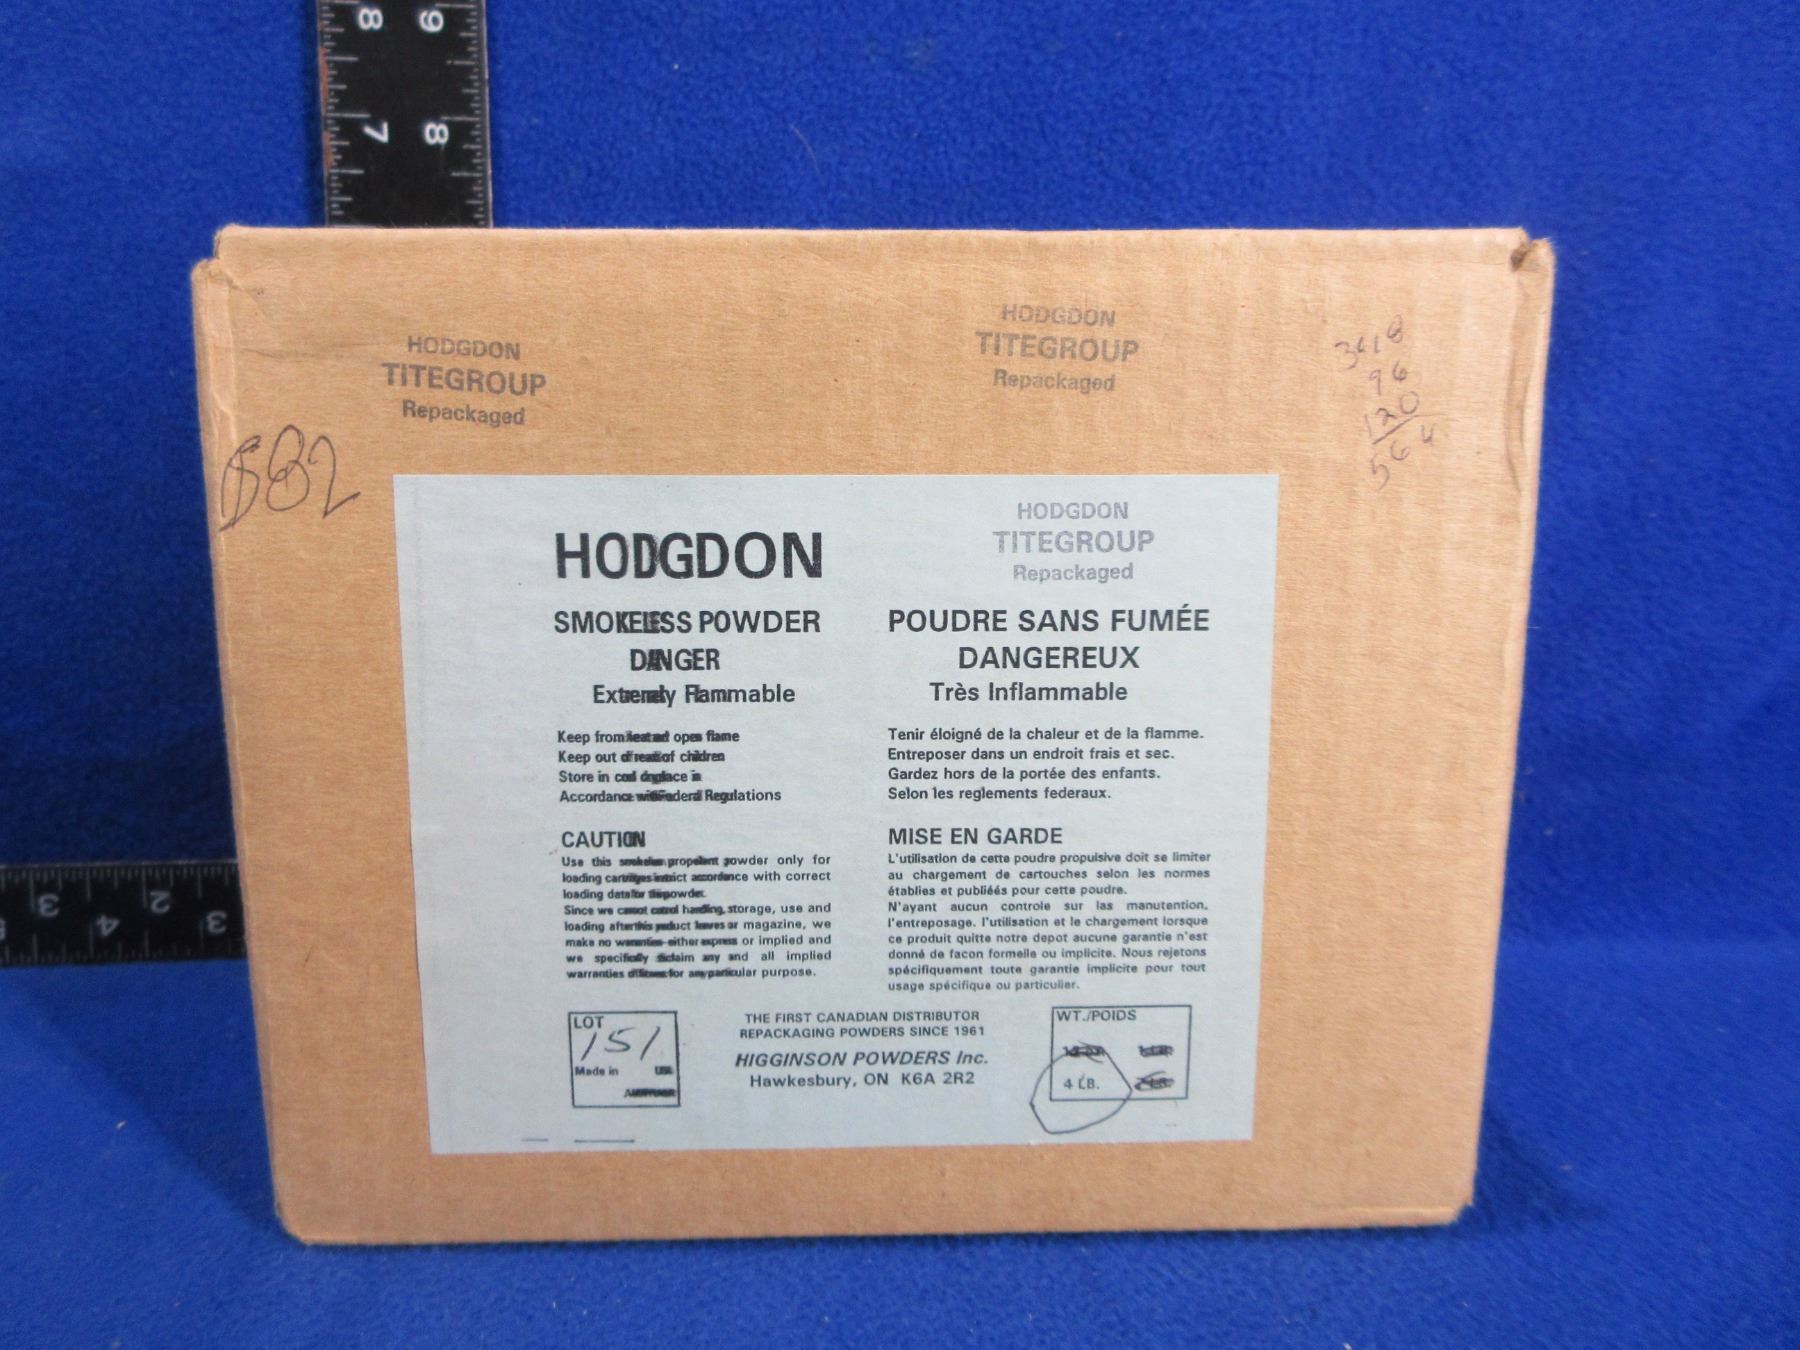 8 9
7 8
HODGDON
TITEGROUP
Repackaged
HODGDON
TITEGROUP
Repackaged
96
120
564
$82
HODGDON
SMOKELESS POWDER
DANGER
Extremely Flammable
Keep from heat and open flame
Keep out of reach of children
Store in cool dry place in
Accordance with Federal Regulations
CAUTION
Use this smokeless propellant powder only for
loading cartridges in strict accordance with correct
loading data for this powder.
Since we cannot control handling, storage, use and
loading after this product leaves our magazine, we
make no warranties either express or implied and
we specifically disclaim any and all implied
warranties of fitness for any particular purpose.
HODGDON
TITEGROUP
Repackaged
POUDRE SANS FUMÉE
DANGEREUX
Très Inflammable
Tenir éloigné de la chaleur et de la flamme.
Entreposer dans un endroit frais et sec.
Gardez hors de la portée des enfants.
Selon les reglements federaux.
MISE EN GARDE
L'utilisation de cette poudre propulsive doit se limiter
au chargement de cartouches selon les normes
établies et publiéés pour cette poudre.
N'ayant aucun controle sur las manutention,
l'entreposage. l'utilisation et le chargement lorsque
ce produit quitte notre depot aucune garantie n'est
donné de facon formelle ou implicite. Nous rejetons
spécifiquement toute garantie implicite pour tout
usage spécifique ou particulier.
LOT
151
Made in USA
THE FIRST CANADIAN DISTRIBUTOR
REPACKAGING POWDERS SINCE 1961
HIGGINSON POWDERS Inc.
Hawkesbury, ON K6A 2R2
WT./POIDS
4 LB.
3 4 2 3